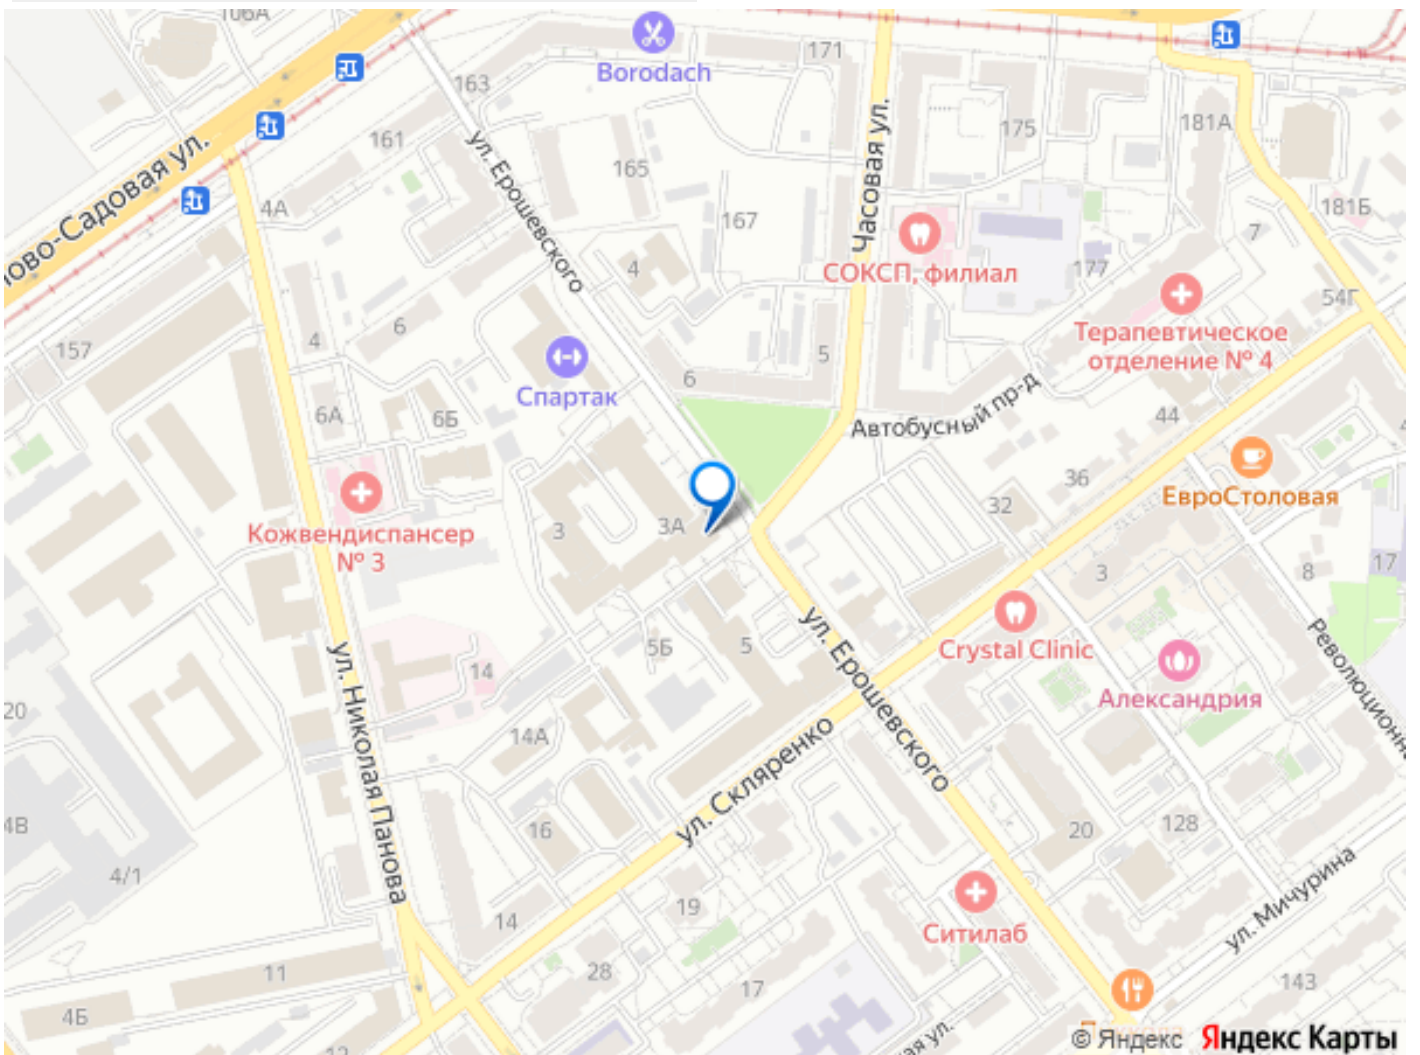 106А
171
Borodach
163
161
165
175
181А
Ново-Садовая ул.
ул. Ерошевского
Часовая ул.
4А
167
181Б
7
4
СОКСП, филиал
177
54Г
6
4
157
5
Терапевтическое
отделение № 4
6
Спартак
6А
6Б
Автобусный пр-д
44
36
ЕвроСтоловая
32
3
3А
Кожвендиспансер
№ 3
3
8
17
ул. Николая Панова
14
5Б
5
ул. Ерошевского
Crystal Clinic
Александрия
20
14А
ул. Скляренко
16
20
128
4В
4/1
14
19
Ситилаб
ул. Мичурина
11
28
17
143
4Б
© Яндекс Яндекс Карты